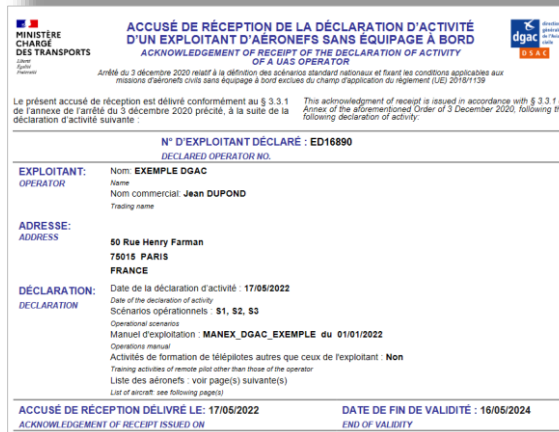 MINISTÈRE
CHARGÉ
DES TRANSPORTS
Liberté
Égalité
Fraternité
ACCUSÉ DE RÉCEPTION DE LA DÉCLARATION D'ACTIVITÉ
D'UN EXPLOITANT D'AÉRONEFS SANS ÉQUIPAGE À BORD
ACKNOWLEDGEMENT OF RECEIPT OF THE DECLARATION OF ACTIVITY
OF A UAS OPERATOR
dgac
DSAC
direction
générale
de l'Aviation
civile
Arrêté du 3 décembre 2020 relatif à la définition des scénarios standard nationaux et fixant les conditions applicables aux
missions d'aéronefs civils sans équipage à bord exclues du champ d'application du règlement (UE) 2018/1139
Le présent accusé de réception est délivré conformément au § 3.3.1
de l'annexe de l'arrêté du 3 décembre 2020 précité, à la suite de la
déclaration d'activité suivante :
This acknowledgment of receipt is issued in accordance with § 3.3.1
Annex of the aforementioned Order of 3 December 2020, following
following declaration of activity:
N° D'EXPLOITANT DÉCLARÉ : ED16890
DECLARED OPERATOR NO.
EXPLOITANT:
OPERATOR
Nom: EXEMPLE DGAC
Name
Nom commercial: Jean DUPOND
Trading name
ADRESSE:
ADDRESS
50 Rue Henry Farman
75015 PARIS
FRANCE
DÉCLARATION:
DECLARATION
Date de la déclaration d'activité : 17/05/2022
Date of the declaration of activity
Scénarios opérationnels : S1, S2, S3
Operational scenarios
Manuel d'exploitation : MANEX_DGAC_EXEMPLE du 01/01/2022
Operations manual
Activités de formation de télépilotes autres que ceux de l'exploitant : Non
Training activities of remote pilot other than those of the operator
Liste des aéronefs : voir page(s) suivante(s)
List of aircraft: see following page(s)
ACCUSÉ DE RÉCEPTION DÉLIVRÉ LE: 17/05/2022
ACKNOWLEDGEMENT OF RECEIPT ISSUED ON
DATE DE FIN DE VALIDITÉ : 16/05/2024
END OF VALIDITY